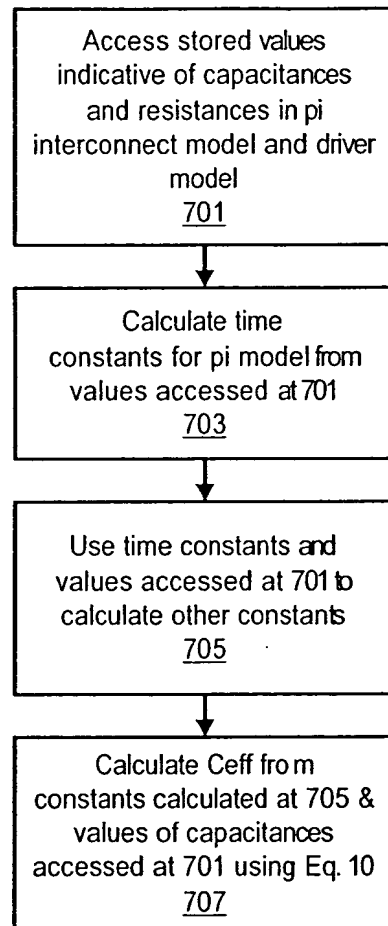 Access stored values
indicative of capacitances
and resistances in pi
interconnect model and driver
model
701
Calculate time
constants for pi model from
values accessed at 701
703
Use time constants and
values accessed at 701 to
calculate other constants
705
Calculate Ceff from
constants calculated at 705 &
values of capacitances
accessed at 701 using Eq. 10
707